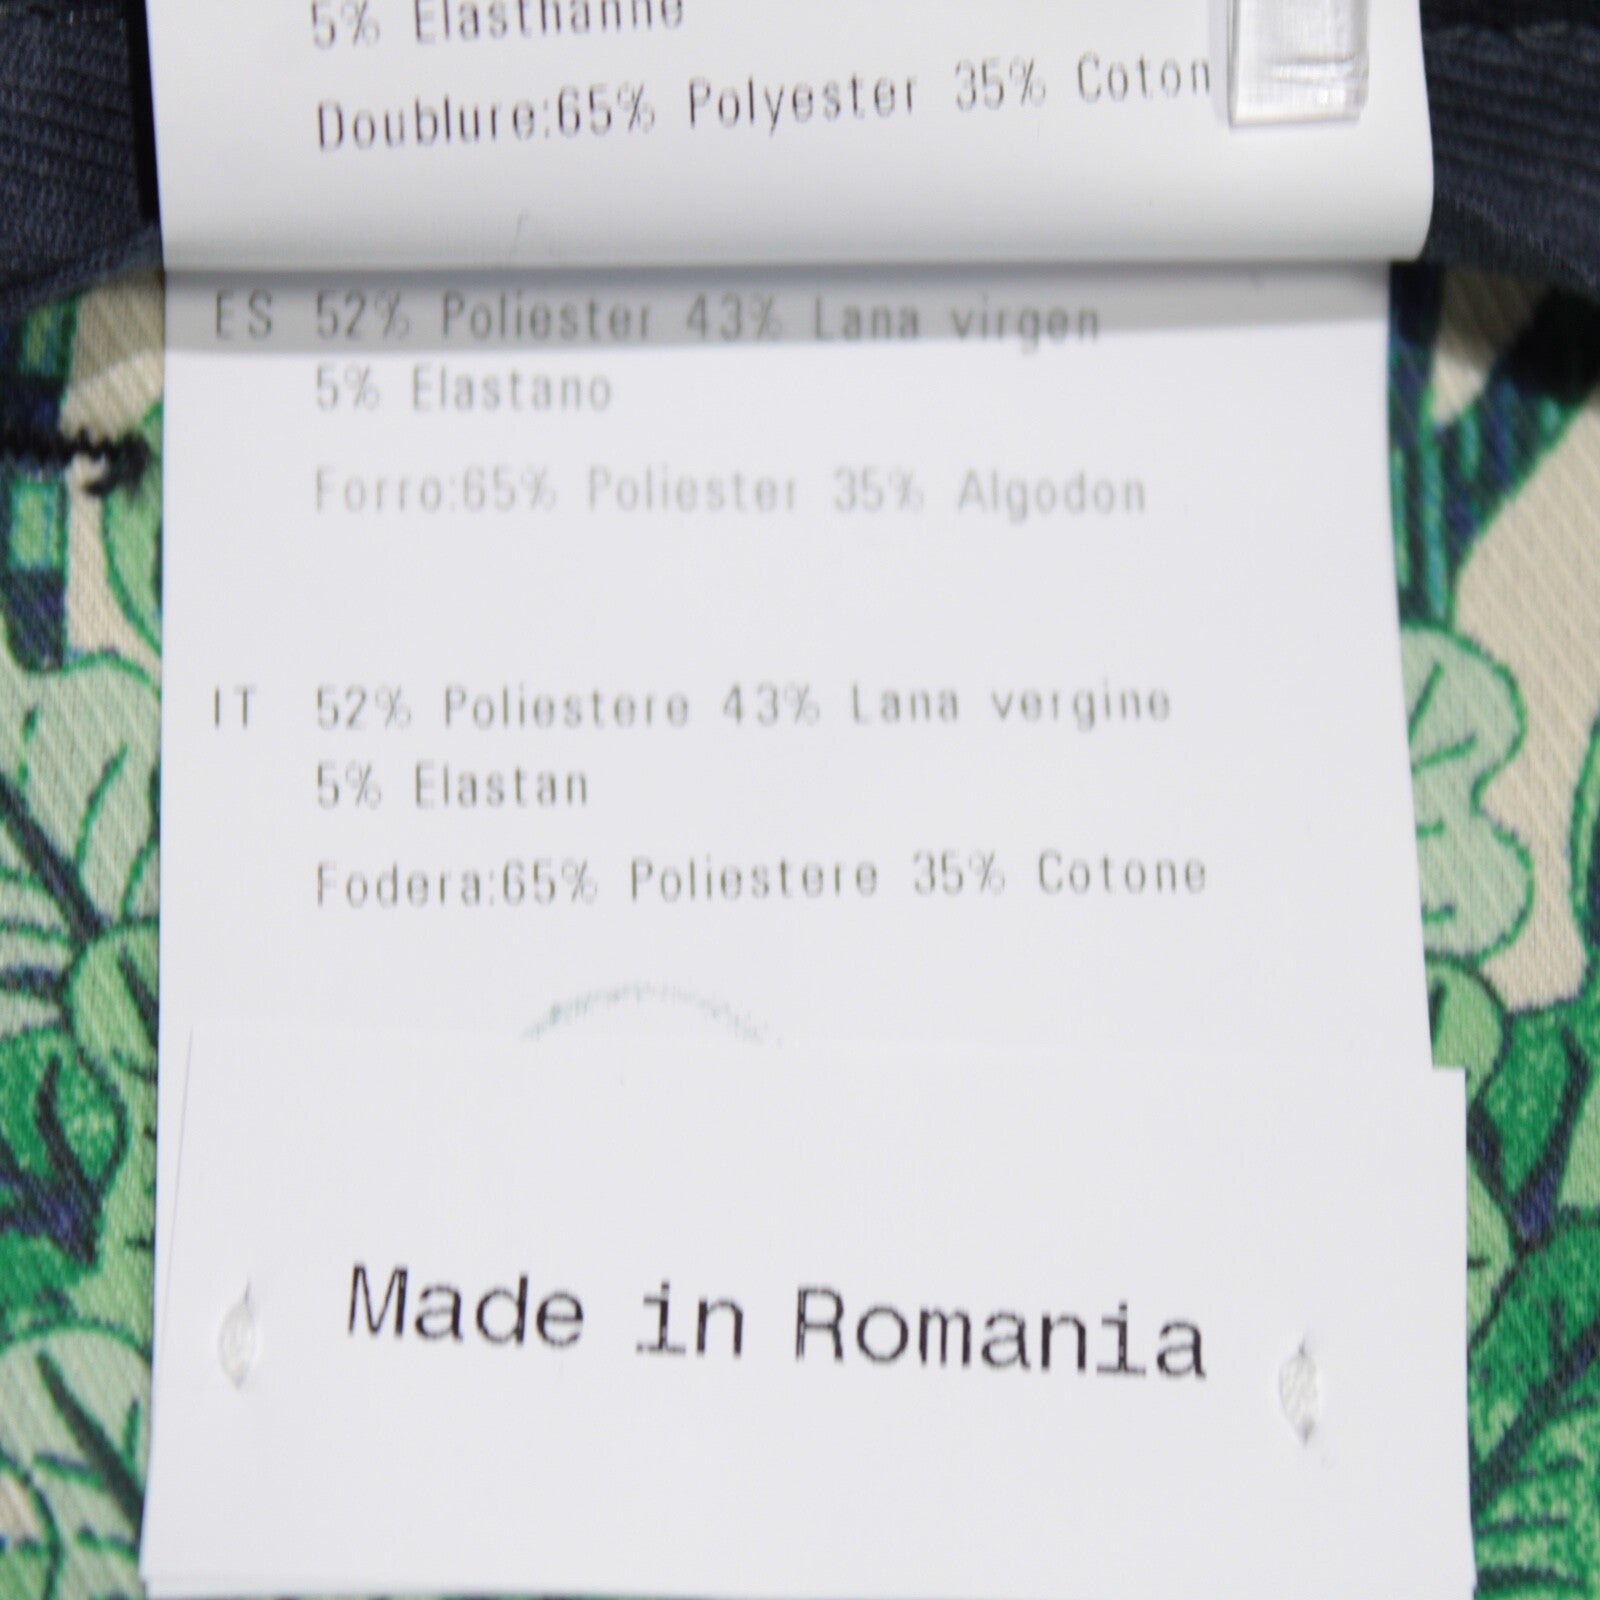 5% Elasthanne
Doublure:65% Polyester 35% Coton
ES 52% Poliester 43% Lana virgen
5% Elastano
Forro:65% Poliester 35% Algodon
IT 52% Poliestere 43% Lana vergine
5% Elastan
Fodera:65% Poliestere 35% Cotone
Made in Romania